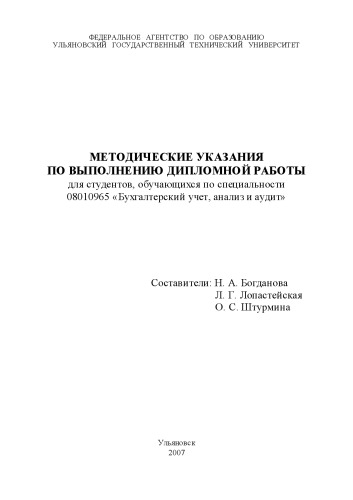 ФЕДЕРАЛЬНОЕ АГЕНТСТВО ПО ОБРАЗОВАНИЮ
УЛЬЯНОВСКИЙ ГОСУДАРСТВЕННЫЙ ТЕХНИЧЕСКИЙ УНИВЕРСИТЕТ
МЕТОДИЧЕСКИЕ УКАЗАНИЯ
ПО ВЫПОЛНЕНИЮ ДИПЛОМНОЙ РАБОТЫ
для студентов, обучающихся по специальности
08010965 «Бухгалтерский учет, анализ и аудит»
Составители: Н. А. Богданова
Л. Г. Лопастейская
О. С. Штурмина
Ульяновск
2007